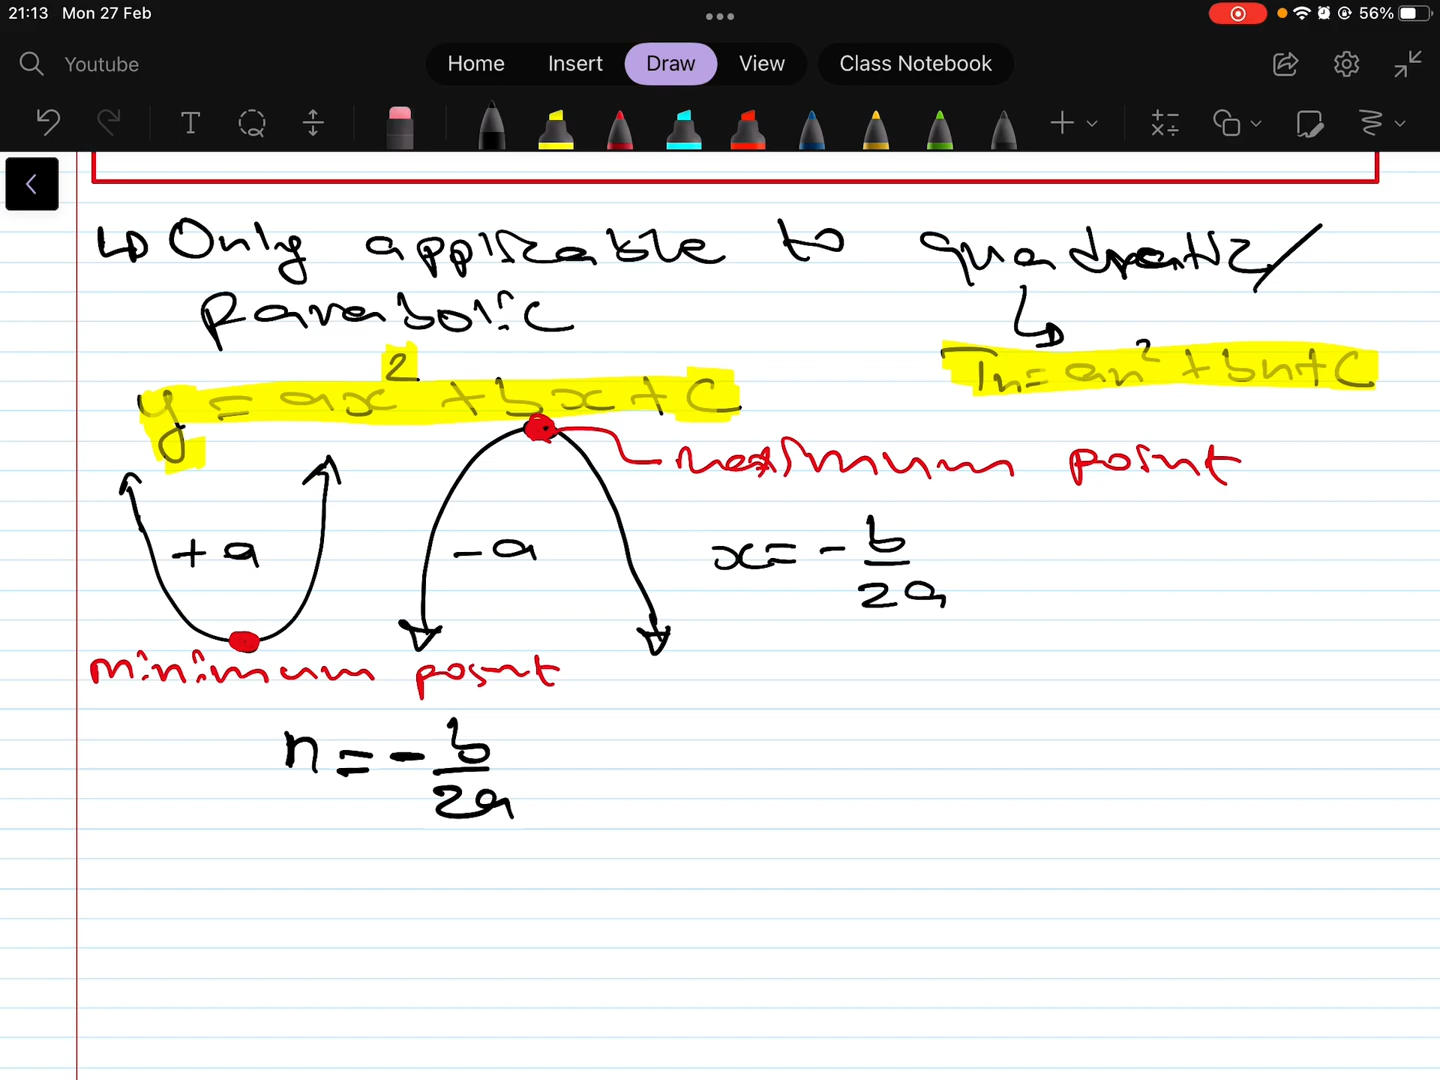 21:13 Mon 27 Feb
56%
Youtube
Home Insert Draw View Class Notebook
T
↳ Only applicable to quadratic/
Parabolic
y = ax² + bx + c
Tn = an² + bn + c
maximum point
+a
-a
x = - b/2a
minimum point
n = - b/2a